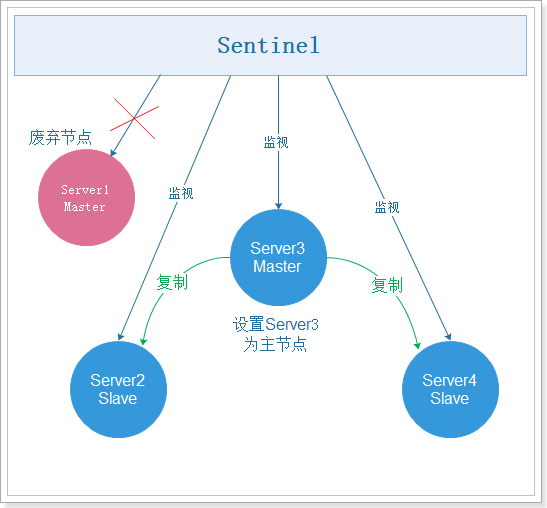 Sentinel
废弃节点
监视
Server1
Master
监视
监视
Server3
Master
复制
复制
设置Server3
为主节点
Server2
Slave
Server4
Slave